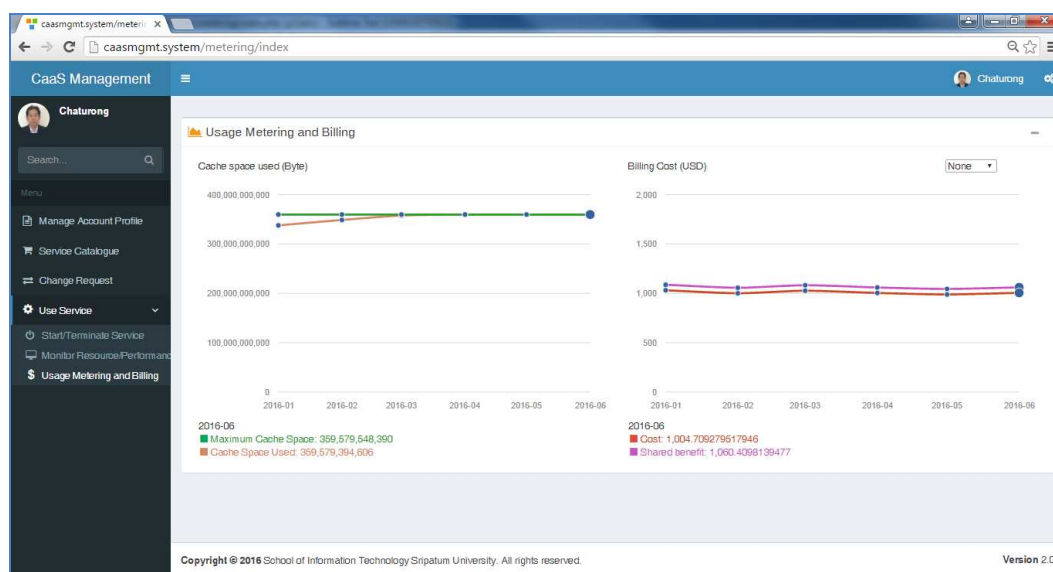 caasmgmt.system/meterin
caasmgmt.system/metering/index
CaaS Management
Chaturong
Chaturong
Search...
Menu
Manage Account Profile
Service Catalogue
Change Request
Use Service
Start/Terminate Service
Monitor Resource/Performanc
$ Usage Metering and Billing
Usage Metering and Billing
Cache space used (Byte)
400,000,000,000
300,000,000,000
200,000,000,000
100,000,000,000
0
2016-01 2016-02 2016-03 2016-04 2016-05 2016-06
2016-06
Maximum Cache Space: 359,579,548,390
Cache Space Used: 359,579,394,606
Billing Cost (USD)
None
2,000
1,500
1,000
500
0
2016-01 2016-02 2016-03 2016-04 2016-05 2016-06
2016-06
Cost: 1,004.709279517946
Shared benefit: 1,060.4098139477
Copyright © 2016 School of Information Technology Sripatum University. All rights reserved.
Version 2.0